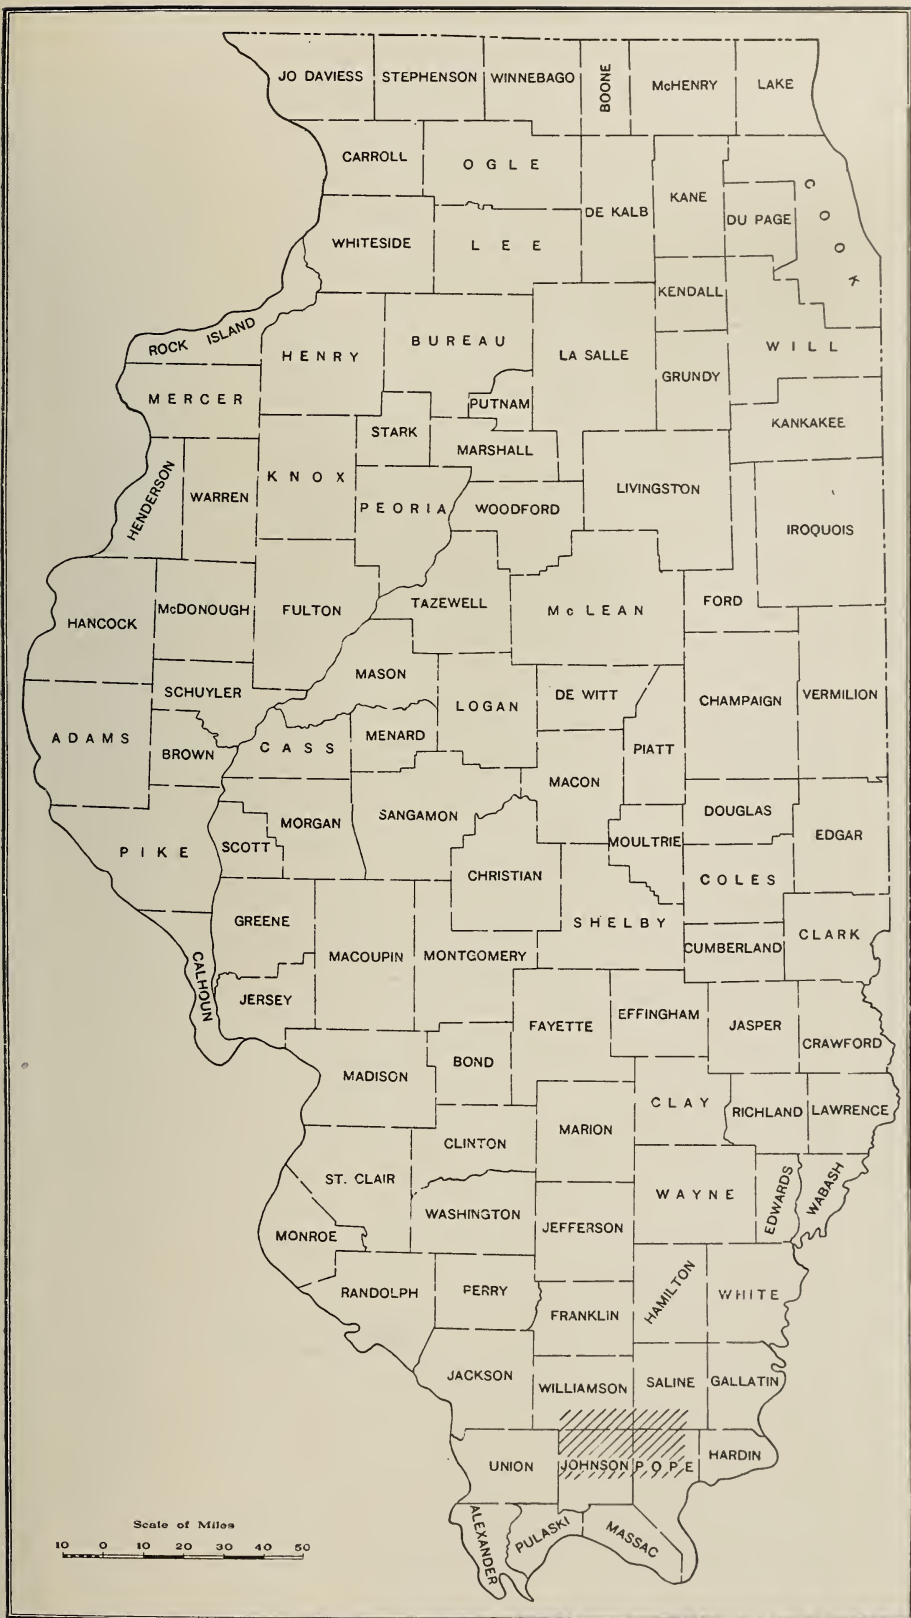 JO DAVIESS
STEPHENSON
WINNEBAGO
BOONE
McHENRY
LAKE
CARROLL
OGLE
DE KALB
KANE
DU PAGE
COOK
WHITESIDE
LEE
KENDALL
ROCK ISLAND
HENRY
BUREAU
LA SALLE
GRUNDY
WILL
MERCER
PUTNAM
KANKAKEE
STARK
MARSHALL
HENDERSON
WARREN
KNOX
PEORIA
WOODFORD
LIVINGSTON
IROQUOIS
HANCOCK
McDONOUGH
FULTON
TAZEWELL
McLEAN
FORD
SCHUYLER
MASON
LOGAN
DE WITT
CHAMPAIGN
VERMILION
ADAMS
BROWN
CASS
MENARD
PIATT
MACON
PIKE
SCOTT
MORGAN
SANGAMON
MOULTRIE
DOUGLAS
EDGAR
CHRISTIAN
COLES
GREENE
MACOUPIN
MONTGOMERY
SHELBY
CUMBERLAND
CLARK
CALHOUN
JERSEY
FAYETTE
EFFINGHAM
JASPER
CRAWFORD
MADISON
BOND
CLAY
RICHLAND
LAWRENCE
CLINTON
MARION
ST. CLAIR
WASHINGTON
JEFFERSON
WAYNE
EDWARDS
WABASH
MONROE
RANDOLPH
PERRY
FRANKLIN
HAMILTON
WHITE
JACKSON
WILLIAMSON
SALINE
GALLATIN
UNION
JOHNSON
POPE
HARDIN
ALEXANDER
PULASKI
MASSAC
Scale of Miles
10 0 10 20 30 40 50